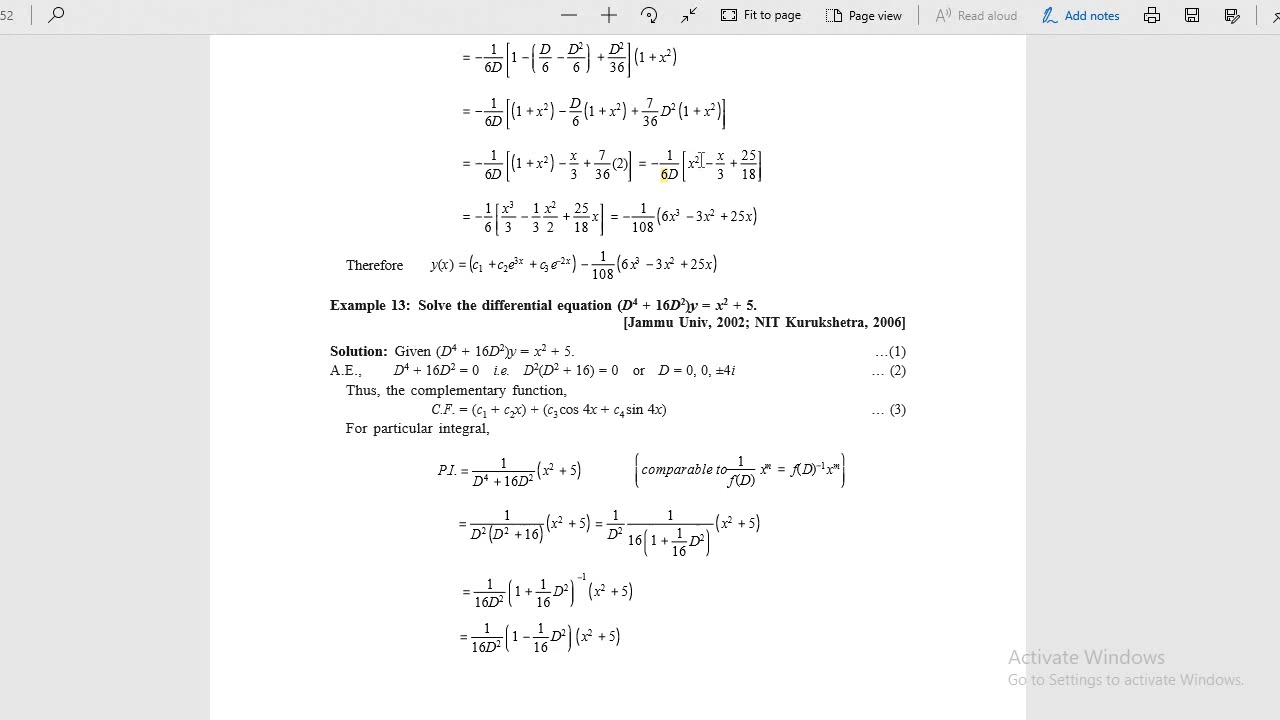 52 Fit to page Page view Read aloud Add notes
= -1/6D [1 - (D/6 - D²/6) + D²/36] (1 + x²)
= -1/6D [(1 + x²) - D/6 (1 + x²) + 7/36 D² (1 + x²)]
= -1/6D [(1 + x²) - x/3 + 7/36 (2)] = -1/6D [x² - x/3 + 25/18]
= -1/6 [x³/3 - 1/3 x²/2 + 25/18 x] = -1/108 (6x³ - 3x² + 25x)
Therefore y(x) = (c₁ + c₂e³ˣ + c₃e⁻²ˣ) - 1/108 (6x³ - 3x² + 25x)
Example 13: Solve the differential equation (D⁴ + 16D²)y = x² + 5.
[Jammu Univ, 2002; NIT Kurukshetra, 2006]
Solution: Given (D⁴ + 16D²)y = x² + 5. …(1)
A.E., D⁴ + 16D² = 0 i.e. D²(D² + 16) = 0 or D = 0, 0, ±4i … (2)
Thus, the complementary function,
C.F. = (c₁ + c₂x) + (c₃cos 4x + c₄sin 4x) … (3)
For particular integral,
P.I. = 1/(D⁴ + 16D²) (x² + 5) (comparable to 1/f(D) xᵐ = f(D)⁻¹xᵐ)
= 1/(D²(D² + 16)) (x² + 5) = 1/D² 1/(16(1 + 1/16 D²)) (x² + 5)
= 1/16D² (1 + 1/16 D²)⁻¹ (x² + 5)
= 1/16D² (1 - 1/16 D²) (x² + 5)
Activate Windows
Go to Settings to activate Windows.